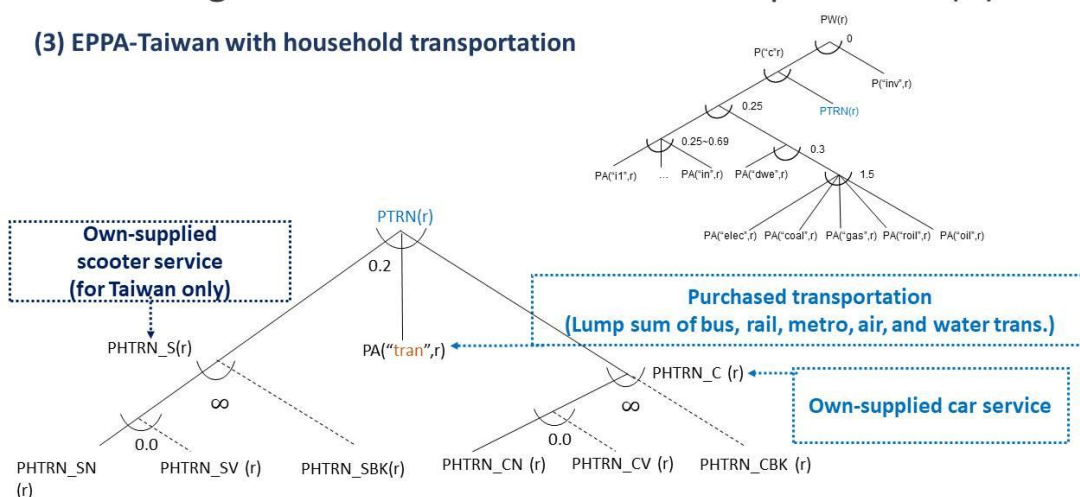 (3) EPPA-Taiwan with household transportation
PW(r)
0
P("c"r)
P("inv",r)
PTRN(r)
0.25
0.25~0.69
0.3
PA("i1",r)
...
PA("in",r)
PA("dwe",r)
1.5
PA("elec",r)
PA("coal",r)
PA("gas",r)
PA("roil",r)
PA("oil",r)
PTRN(r)
0.2
Own-supplied
scooter service
(for Taiwan only)
Purchased transportation
(Lump sum of bus, rail, metro, air, and water trans.)
PHTRN_S(r)
PA("tran",r)
PHTRN_C (r)
Own-supplied car service
∞
∞
0.0
0.0
PHTRN_SN
(r)
PHTRN_SV (r)
PHTRN_SBK(r)
PHTRN_CN (r)
PHTRN_CV (r)
PHTRN_CBK (r)